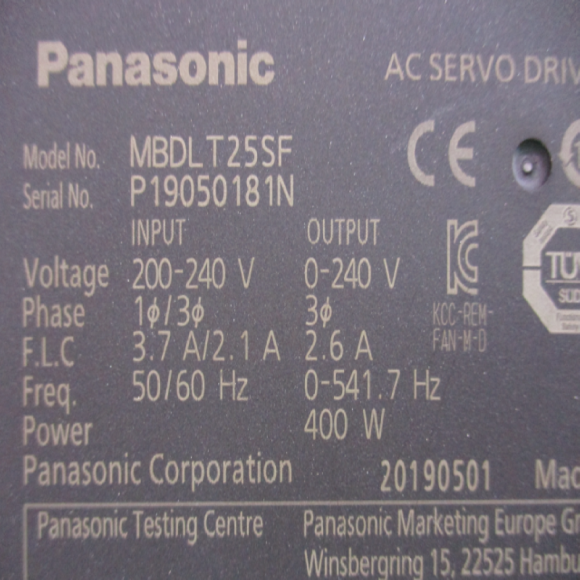 Panasonic
AC SERVO DRIV
Model No. MBDLT25SF
Serial No. P19050181N
CE
INPUT OUTPUT
Voltage 200-240 V 0-240 V
Phase 1ϕ/3ϕ 3ϕ
F.L.C 3.7 A/2.1 A 2.6 A
Freq. 50/60 Hz 0-541.7 Hz
Power 400 W
KCC-REM-
FAN-M-D
TÜV
Panasonic Corporation 20190501 Mad
Panasonic Testing Centre Panasonic Marketing Europe G
Winsbergring 15, 22525 Hambu